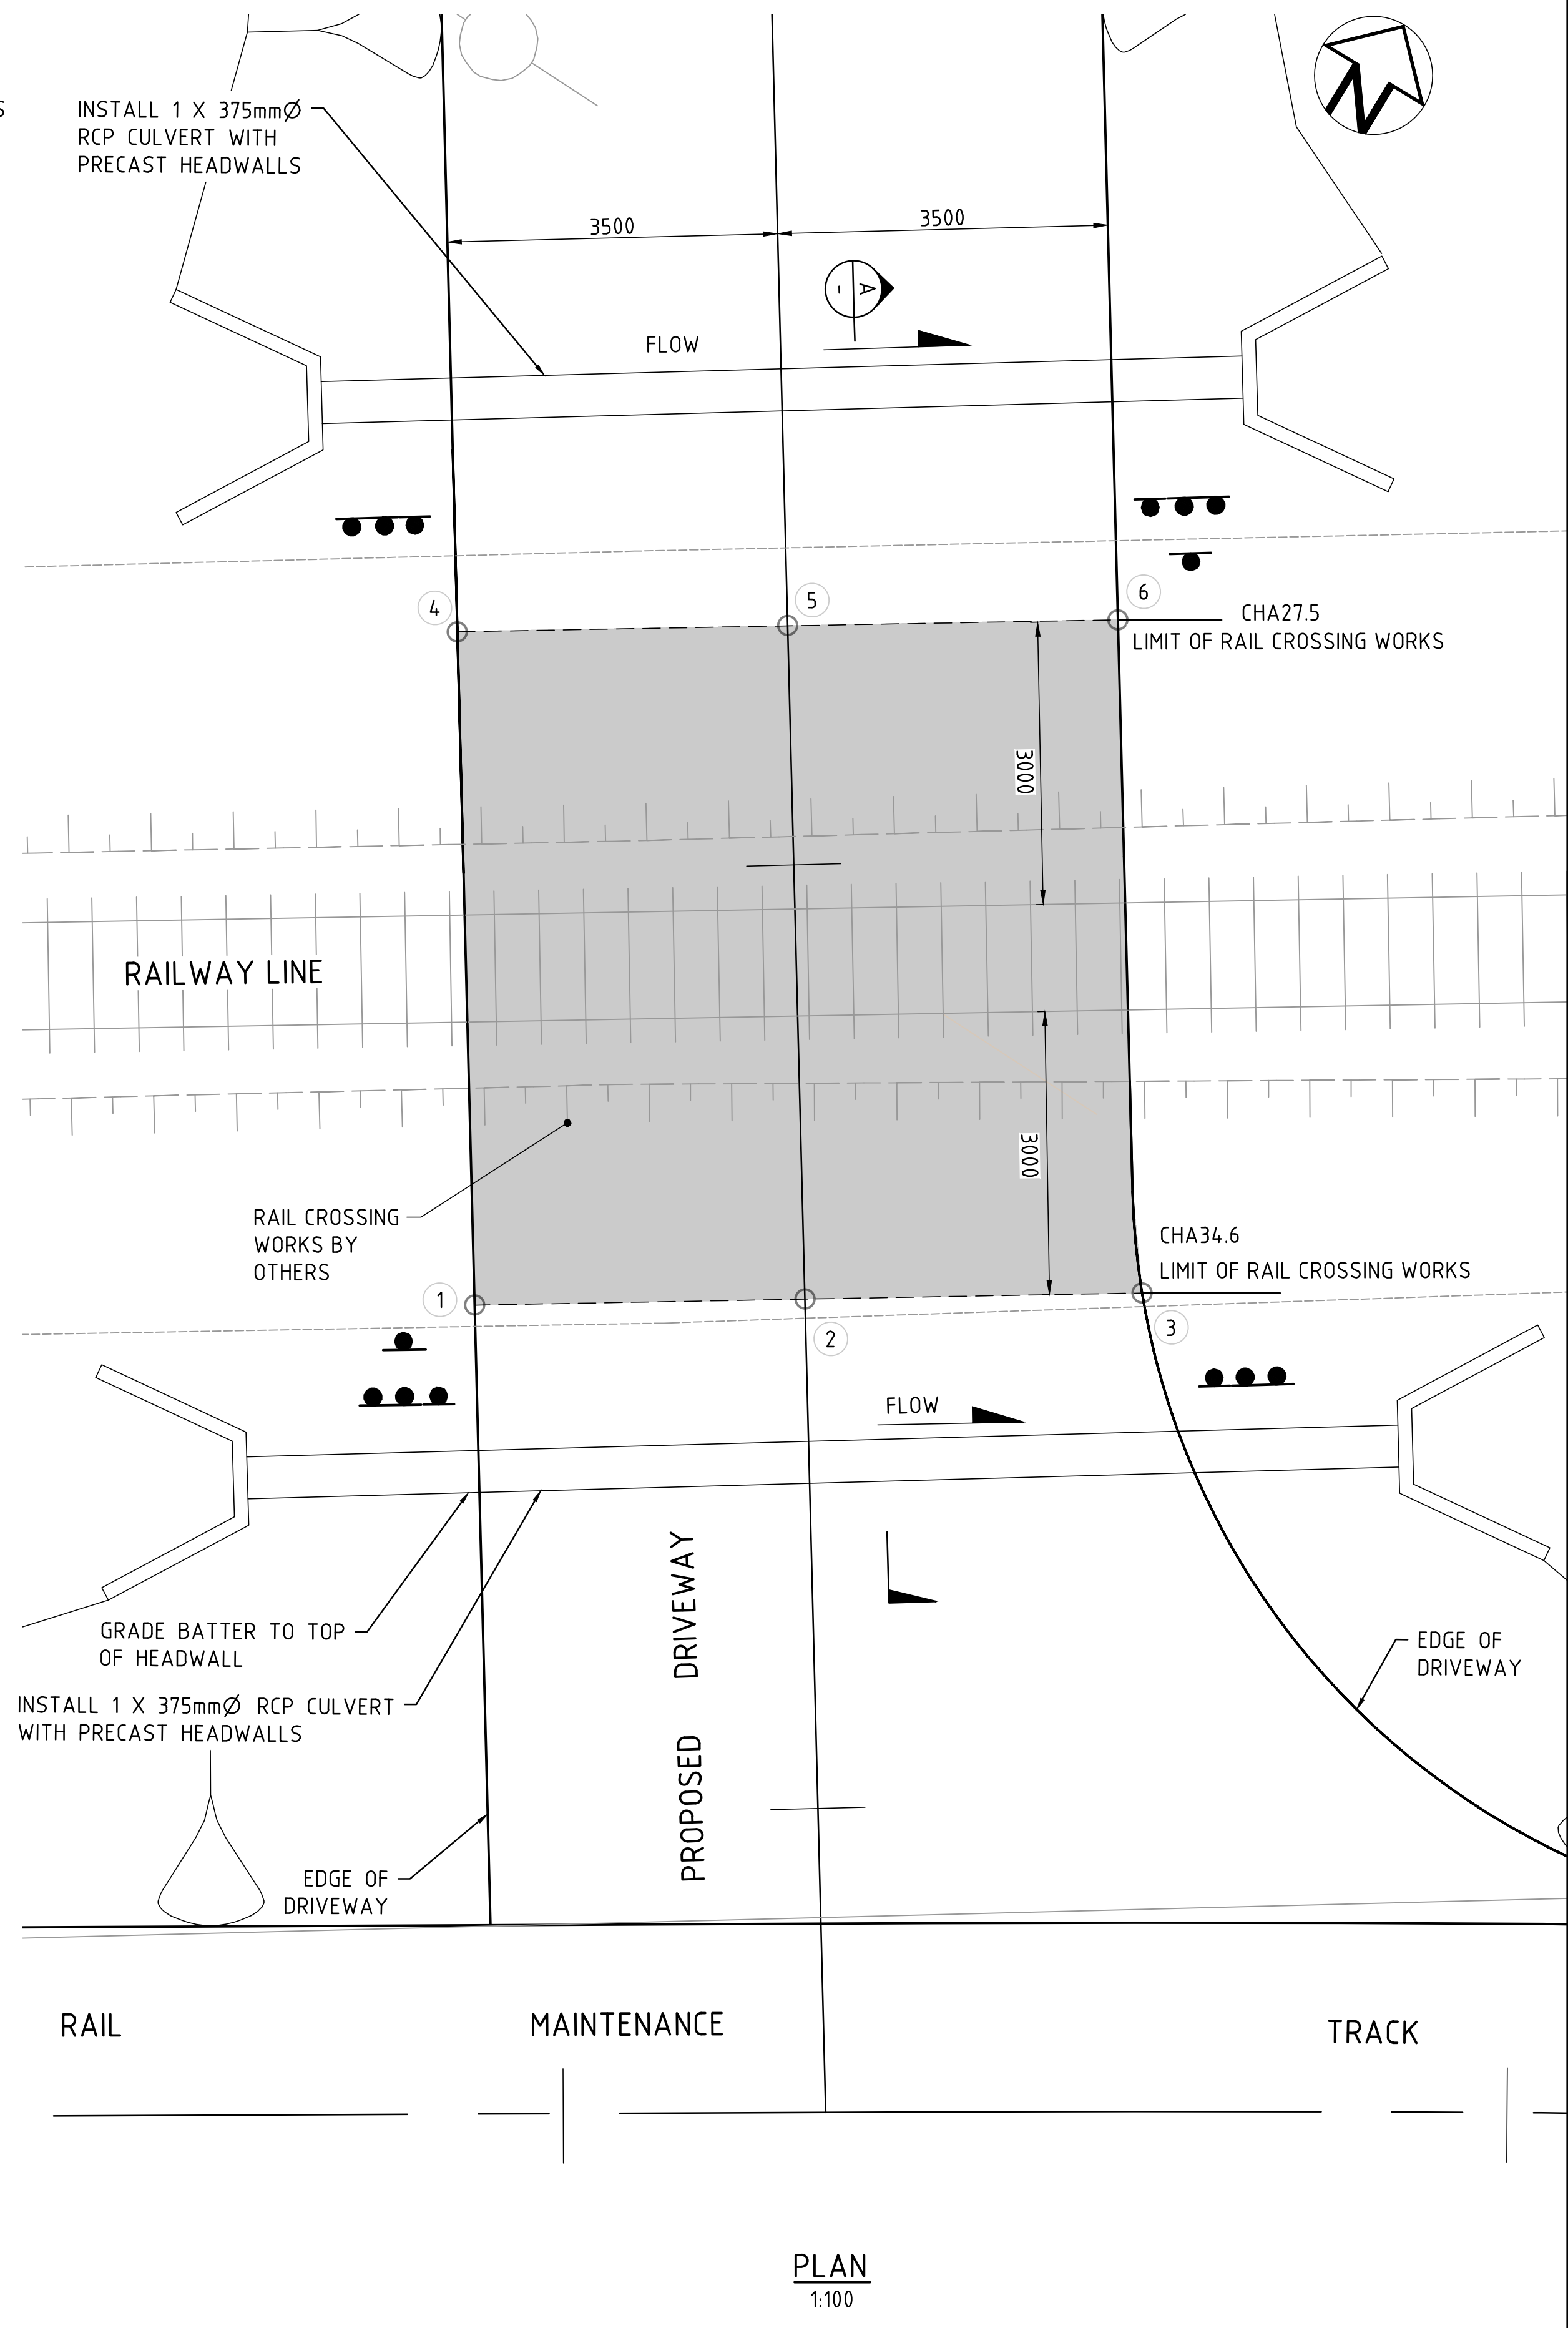 S
INSTALL 1 X 375mmØ
RCP CULVERT WITH
PRECAST HEADWALLS
N
3500
3500
A
-
FLOW
4
5
6
CHA27.5
LIMIT OF RAIL CROSSING WORKS
3000
RAILWAY LINE
3000
RAIL CROSSING
WORKS BY
OTHERS
CHA34.6
LIMIT OF RAIL CROSSING WORKS
1
2
3
FLOW
GRADE BATTER TO TOP
OF HEADWALL
INSTALL 1 X 375mmØ RCP CULVERT
WITH PRECAST HEADWALLS
PROPOSED DRIVEWAY
EDGE OF
DRIVEWAY
EDGE OF
DRIVEWAY
RAIL MAINTENANCE TRACK
PLAN
1:100